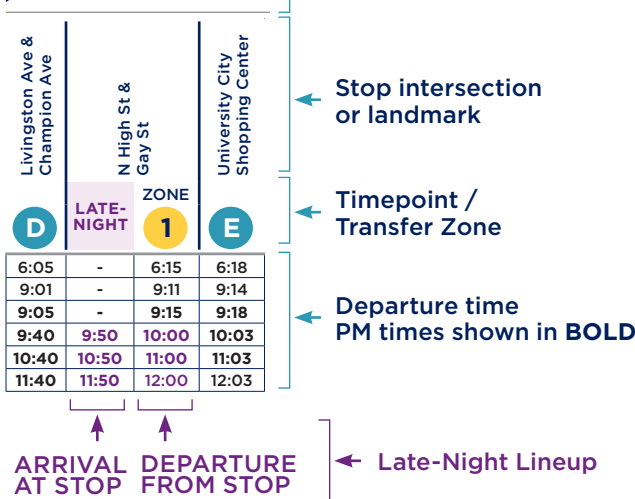 Livingston Ave &
Champion Ave
N High St &
Gay St
University City
Shopping Center
Stop intersection
or landmark
D
LATE-
NIGHT
ZONE
1
E
Timepoint /
Transfer Zone
6:05 - 6:15 6:18
9:01 - 9:11 9:14
9:05 - 9:15 9:18
9:40 9:50 10:00 10:03
10:40 10:50 11:00 11:03
11:40 11:50 12:00 12:03
Departure time
PM times shown in BOLD
ARRIVAL
AT STOP
DEPARTURE
FROM STOP
Late-Night Lineup